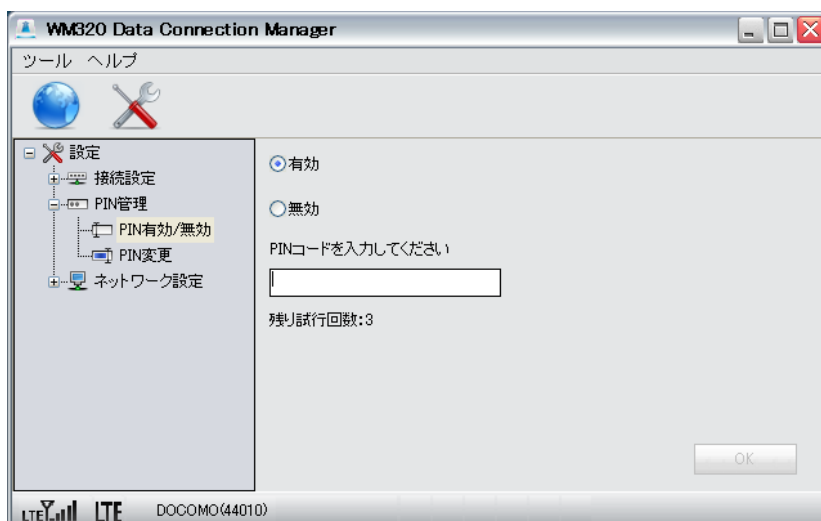 WM320 Data Connection Manager
ツール ヘルプ
設定
接続設定
PIN管理
PIN有効/無効
PIN変更
ネットワーク設定
有効
無効
PINコードを入力してください
残り試行回数:3
OK
LTE LTE DOCOMO(44010)